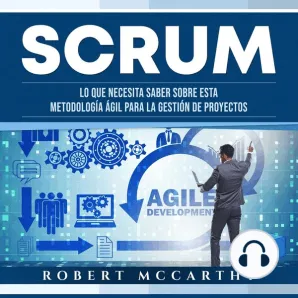 SCRUM
LO QUE NECESITA SABER SOBRE ESTA
METODOLOGÍA ÁGIL PARA LA GESTIÓN DE PROYECTOS
AGILE
DEVELOPMENT
ROBERT MCCARTH